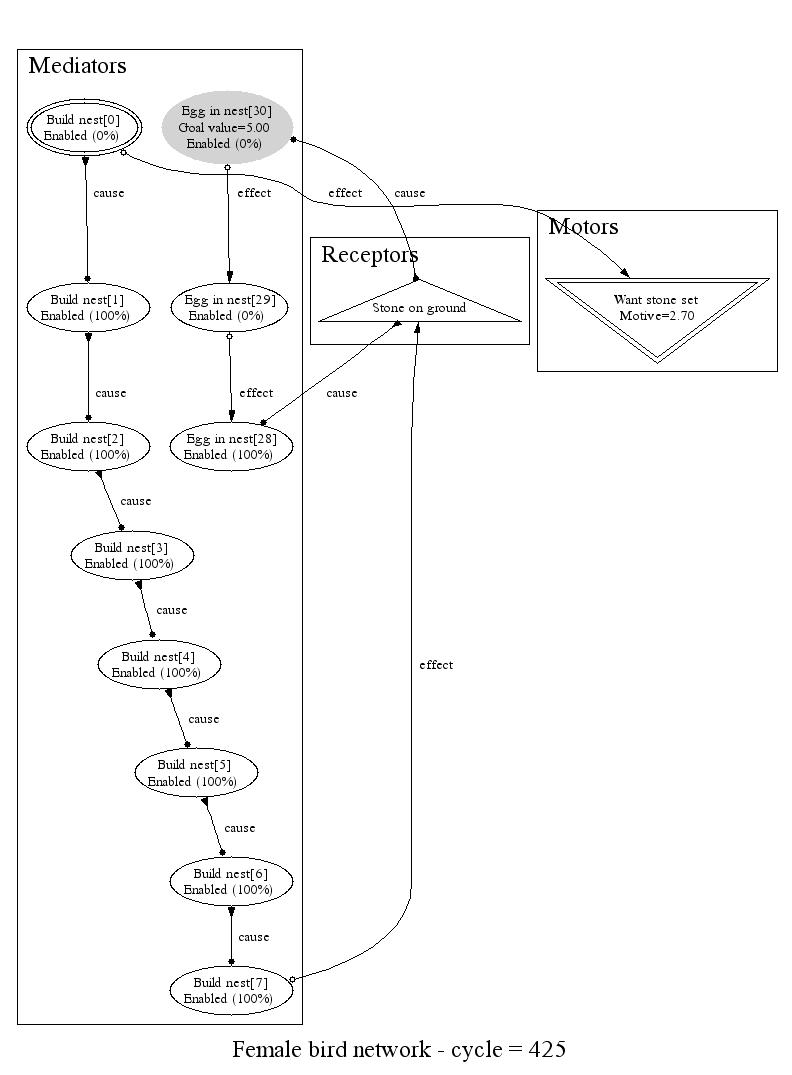 Mediators
Build nest[0]
Enabled (0%)
Egg in nest[30]
Goal value=5.00
Enabled (0%)
cause
effect
effect
cause
Motors
Receptors
Want stone set
Motive=2.70
Stone on ground
Build nest[1]
Enabled (100%)
Egg in nest[29]
Enabled (0%)
cause
effect
cause
Build nest[2]
Enabled (100%)
Egg in nest[28]
Enabled (100%)
cause
Build nest[3]
Enabled (100%)
cause
Build nest[4]
Enabled (100%)
effect
cause
Build nest[5]
Enabled (100%)
cause
Build nest[6]
Enabled (100%)
cause
Build nest[7]
Enabled (100%)
Female bird network - cycle = 425